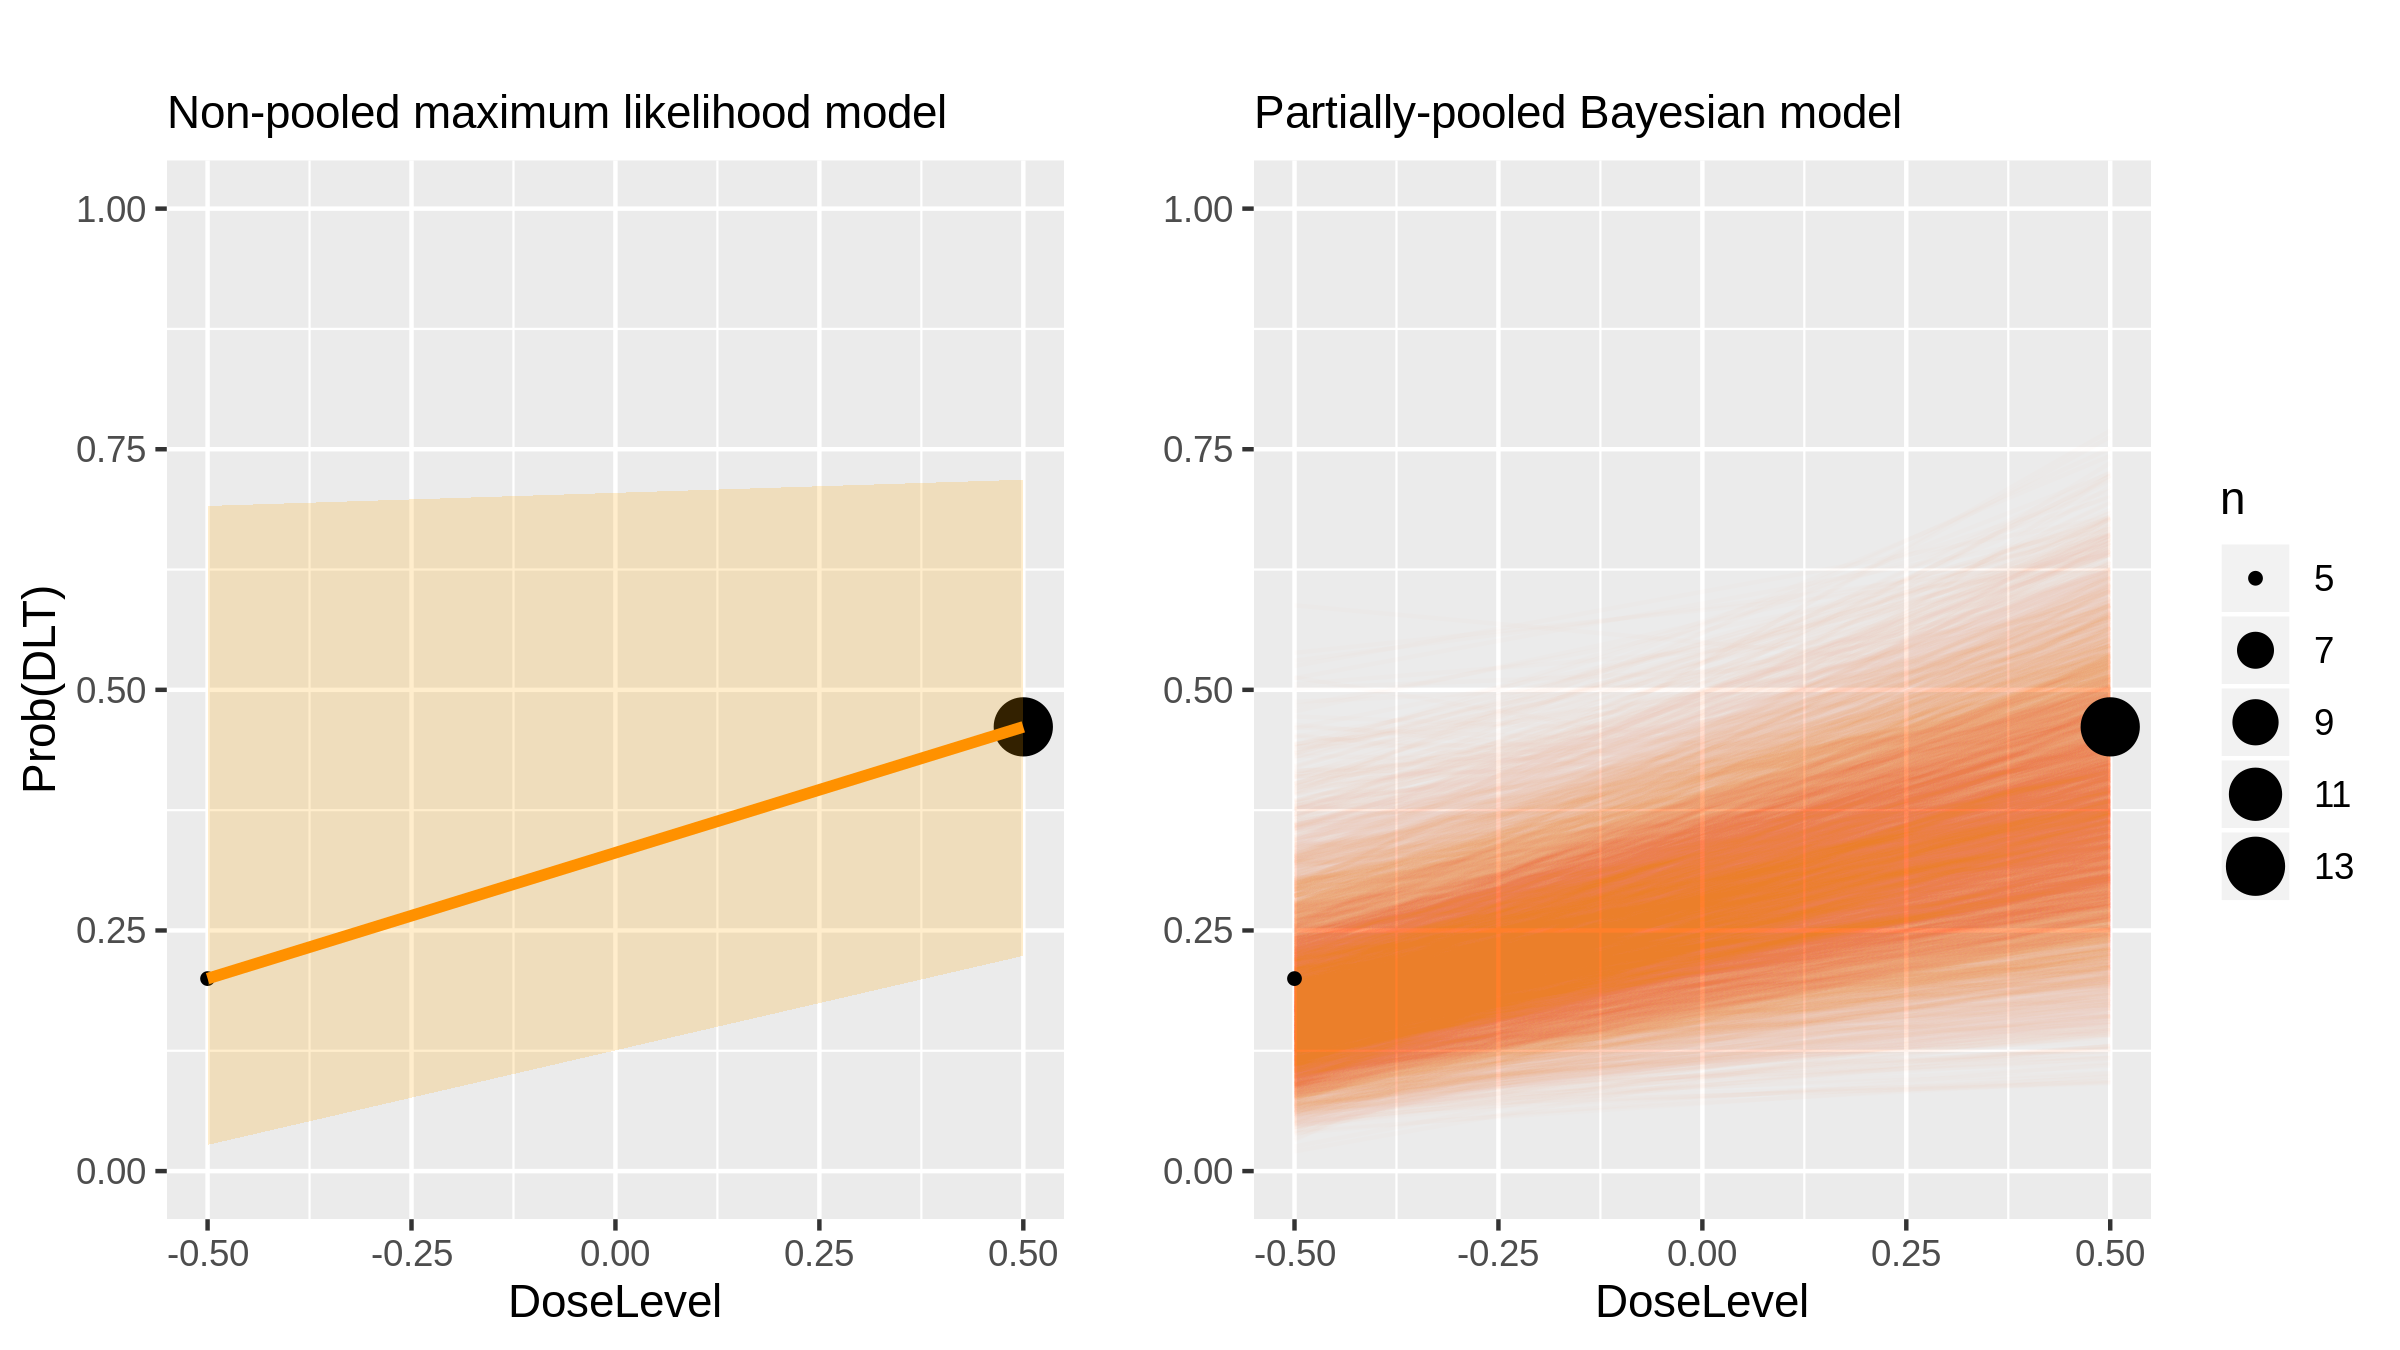 Non-pooled maximum likelihood model
Prob(DLT)
1.00
0.75
0.50
0.25
0.00
-0.50 -0.25 0.00 0.25 0.50
DoseLevel
Partially-pooled Bayesian model
1.00
0.75
0.50
0.25
0.00
-0.50 -0.25 0.00 0.25 0.50
DoseLevel
n
5
7
9
11
13